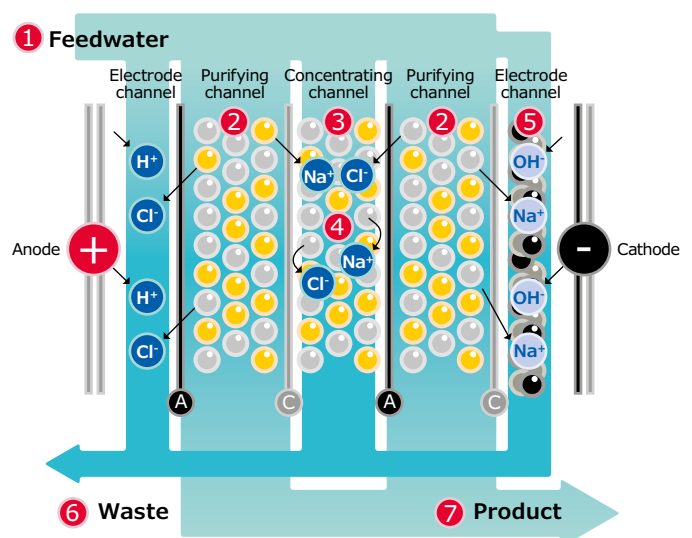 1 Feedwater
Electrode channel
Purifying channel
Concentrating channel
Purifying channel
Electrode channel
2
3
2
5
H⁺
Na⁺
Cl⁻
OH⁻
Cl⁻
Na⁺
4
Anode
+
-
Cathode
Na⁺
H⁺
Cl⁻
OH⁻
Cl⁻
Na⁺
A
C
A
C
6 Waste
7 Product